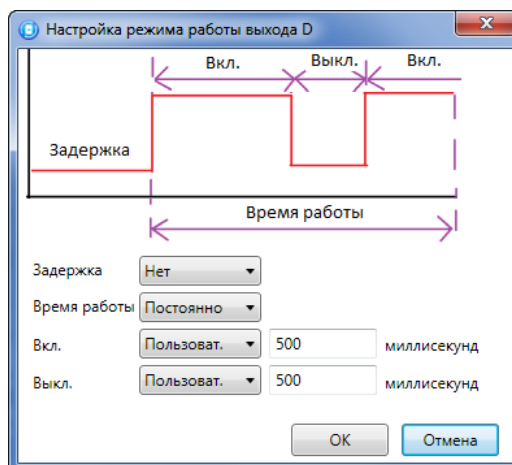 Настройка режима работы выхода D
Вкл. Выкл. Вкл.
Задержка
Время работы
Задержка Нет
Время работы Постоянно
Вкл. Пользоват. 500 миллисекунд
Выкл. Пользоват. 500 миллисекунд
OK Отмена